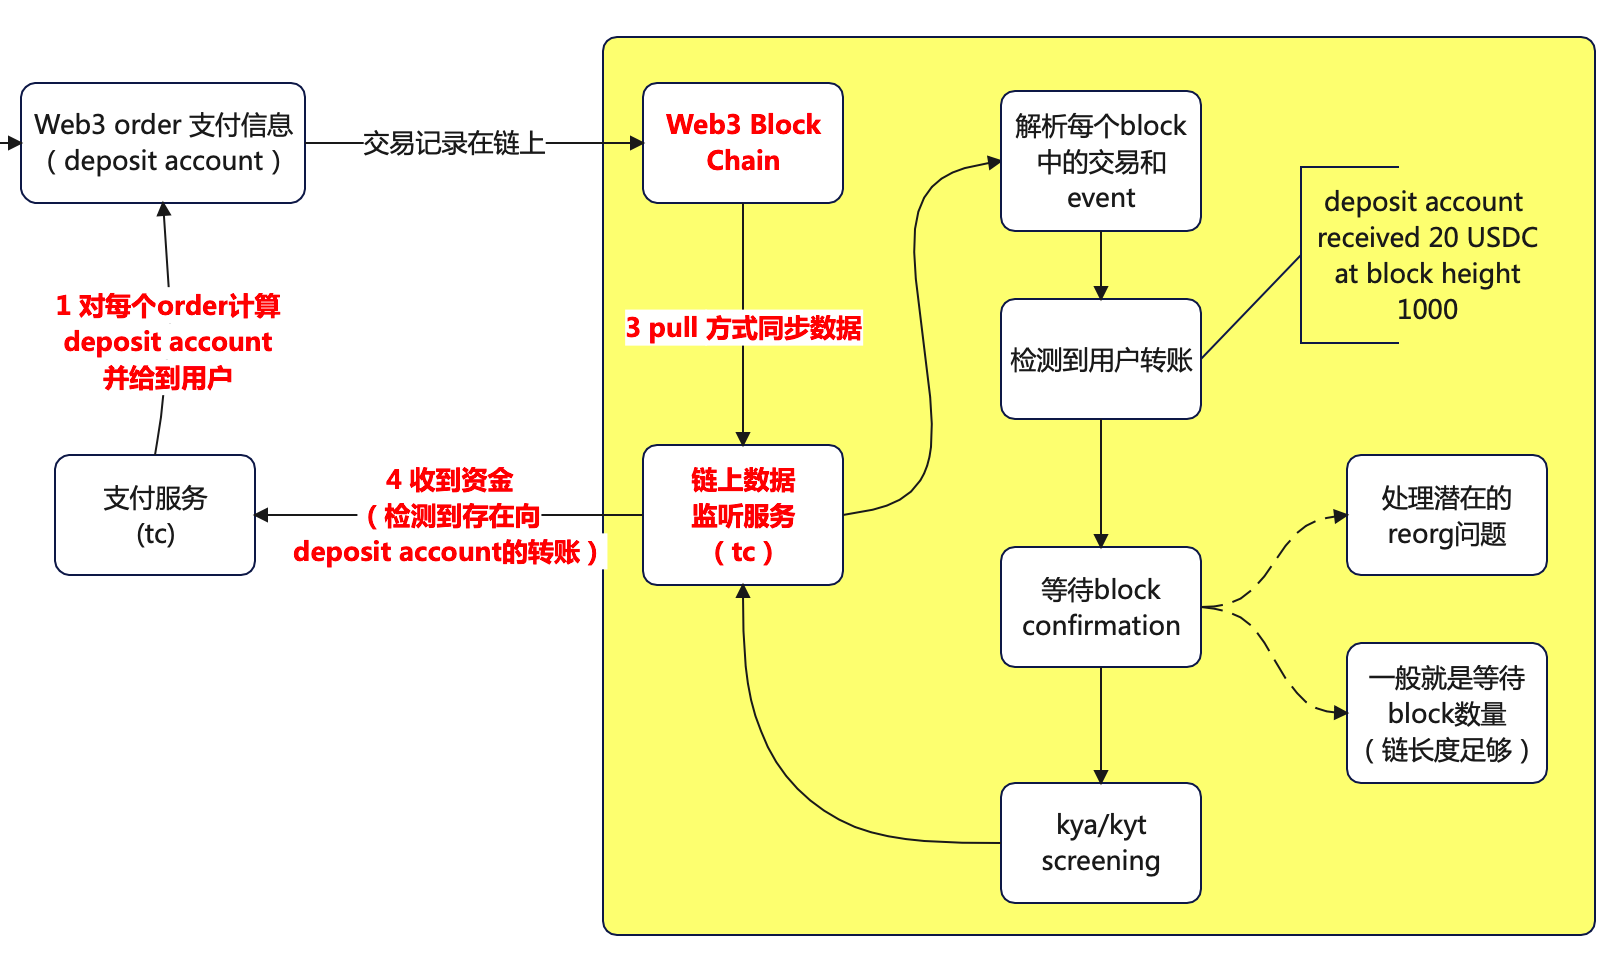 Web3 order 支付信息
（deposit account）
交易记录在链上
Web3 Block
Chain
解析每个block
中的交易和
event
deposit account
received 20 USDC
at block height
1000
1 对每个order计算
deposit account
并给到用户
3 pull 方式同步数据
检测到用户转账
支付服务
(tc)
4 收到资金
（检测到存在向
deposit account的转账）
链上数据
监听服务
（tc）
处理潜在的
reorg问题
等待block
confirmation
一般就是等待
block数量
（链长度足够）
kya/kyt
screening